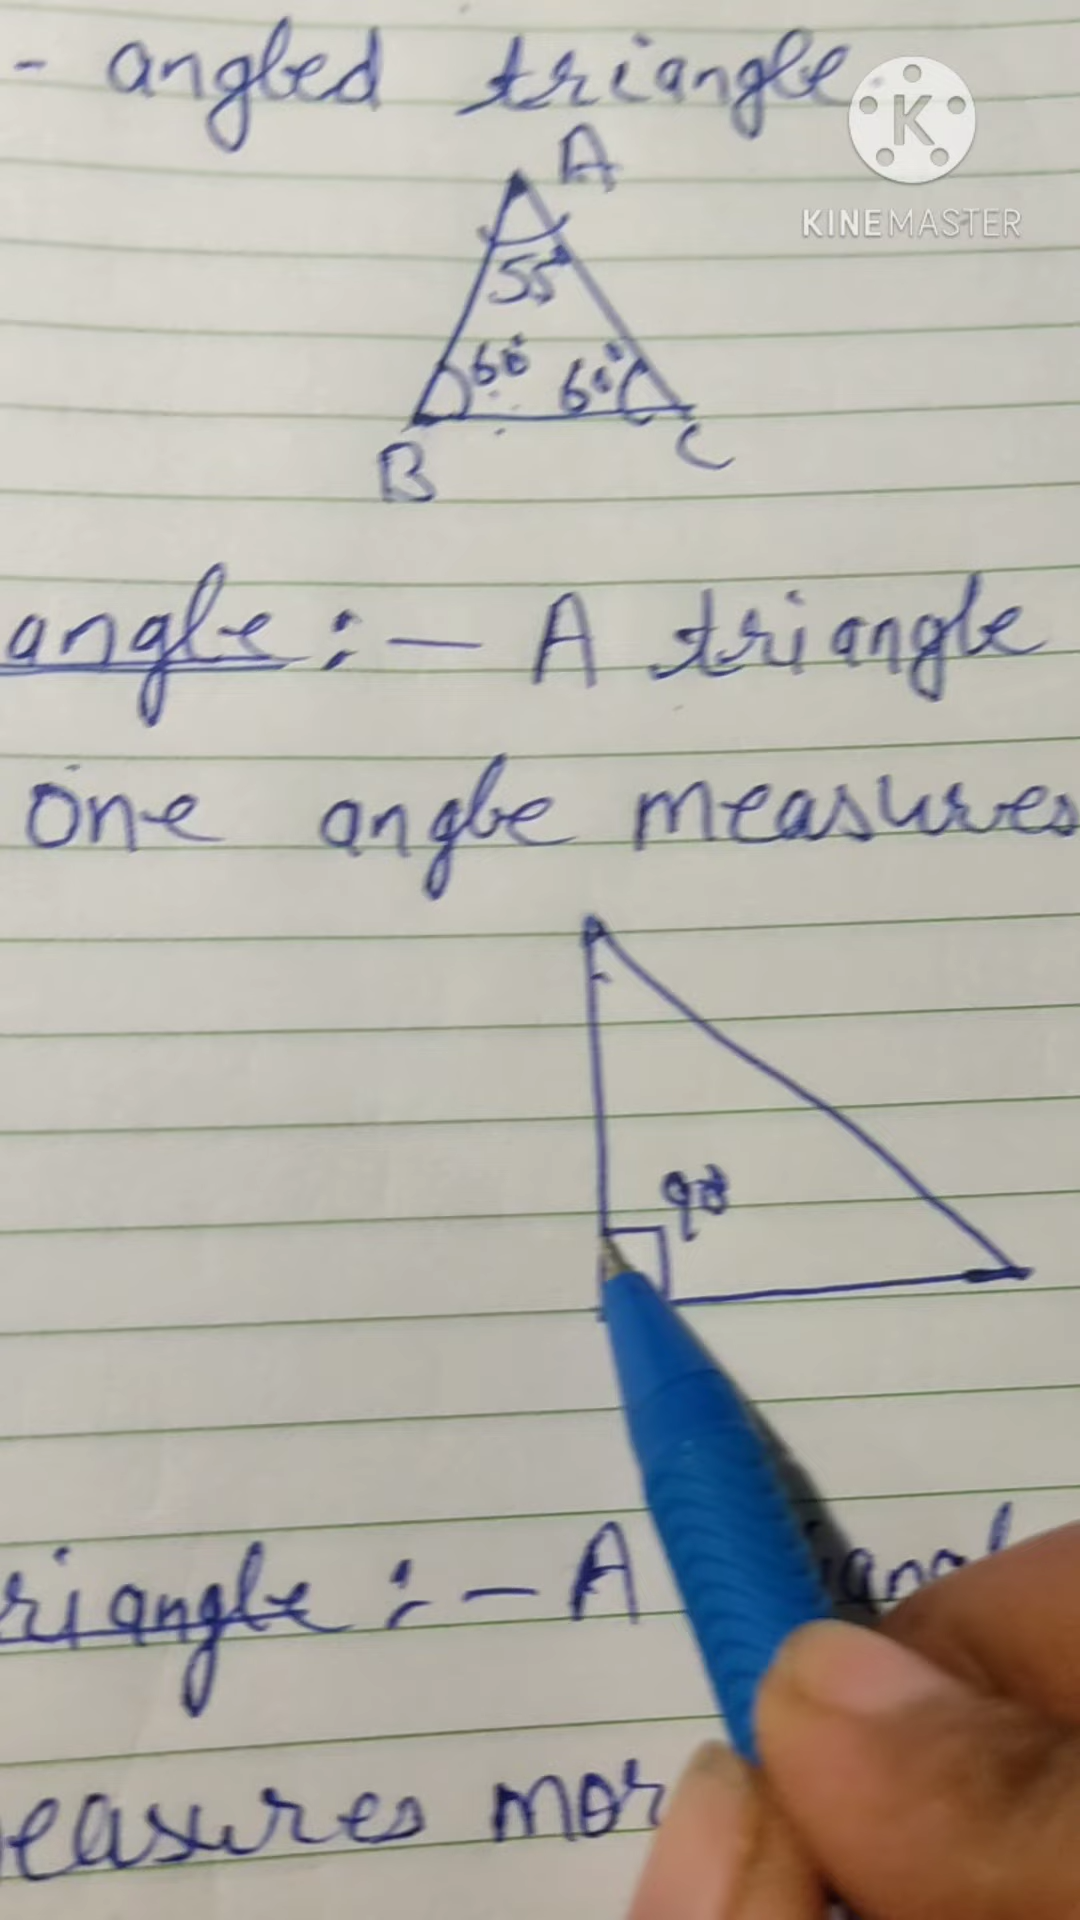 - angled triangle
KINEMASTER
A
55°
60° 60°
B C
angle :- A triangle
One angle measures
90°
riangle :- A
easures mor